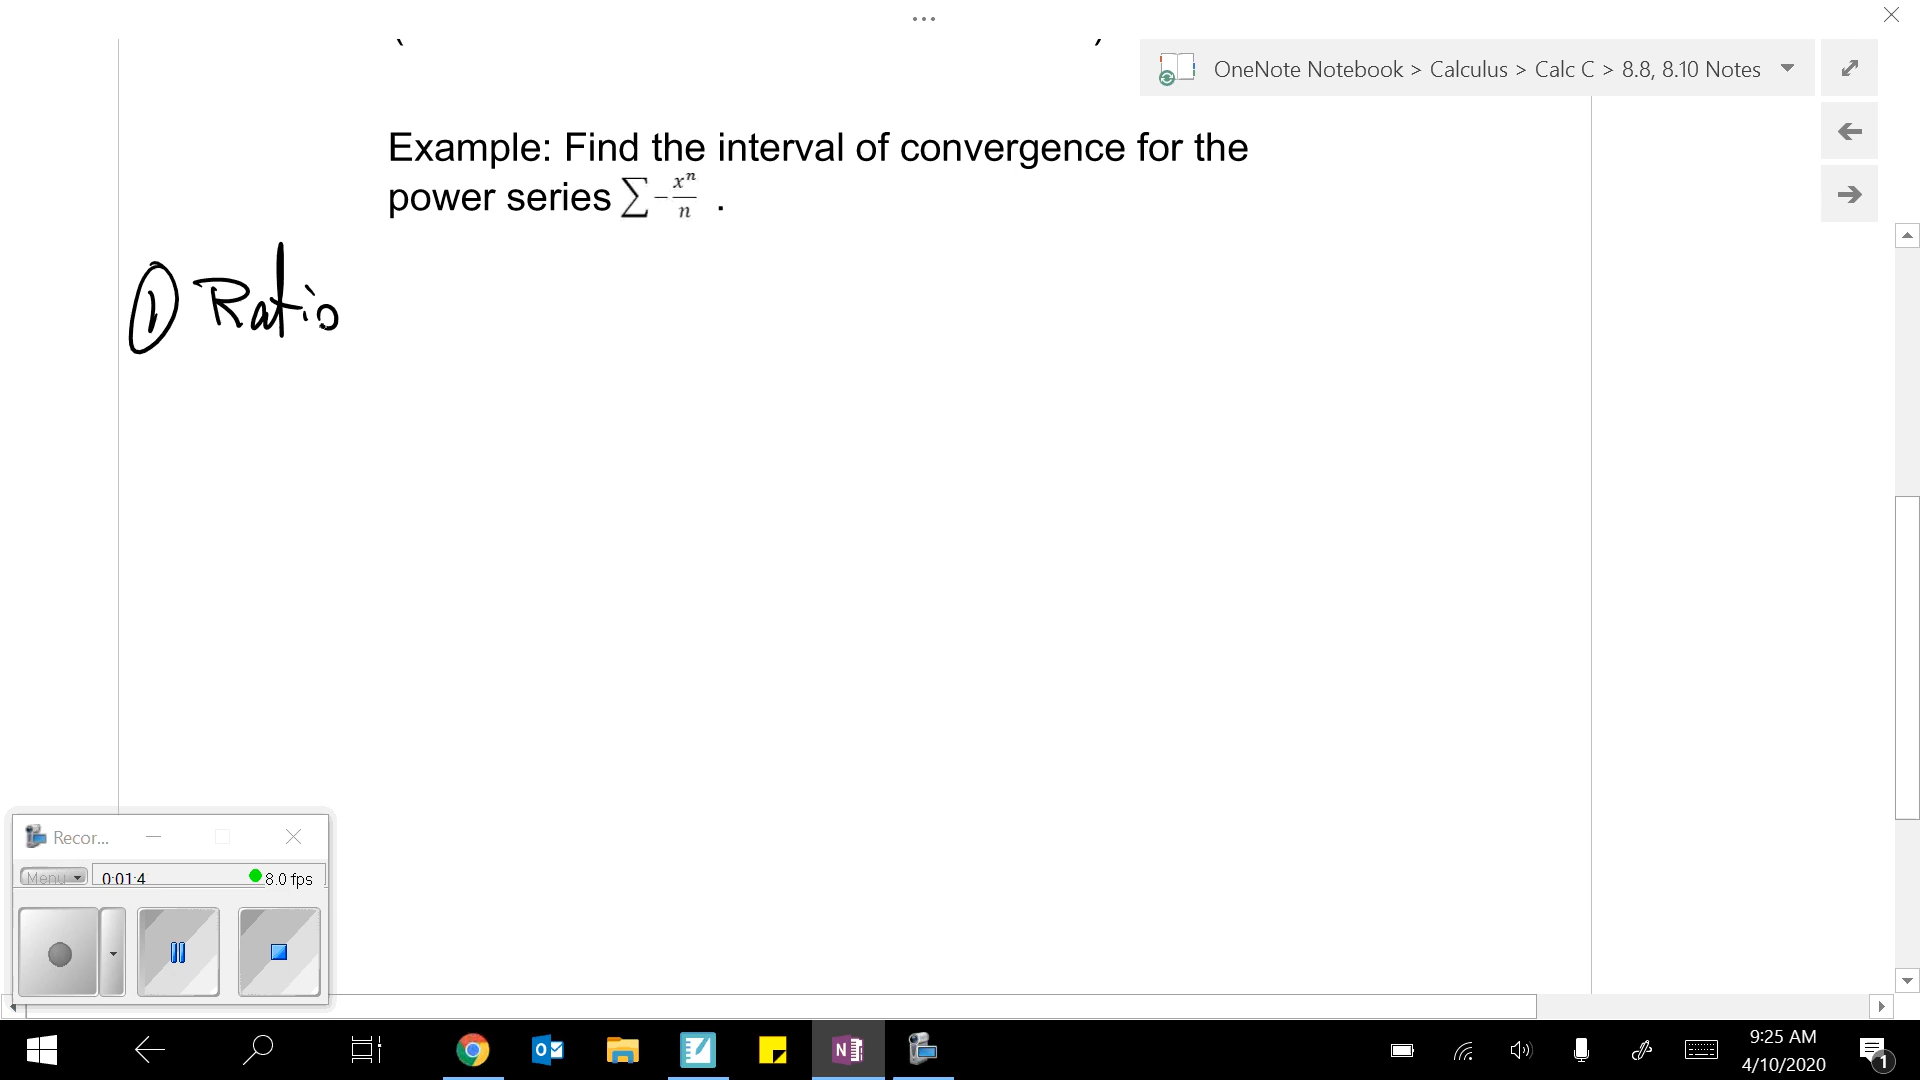 OneNote Notebook > Calculus > Calc C > 8.8, 8.10 Notes
Example: Find the interval of convergence for the
power series ∑ -xⁿ/n .
① Ratio
Recor...
Menu
0:01:4
8.0 fps
9:25 AM
4/10/2020
1